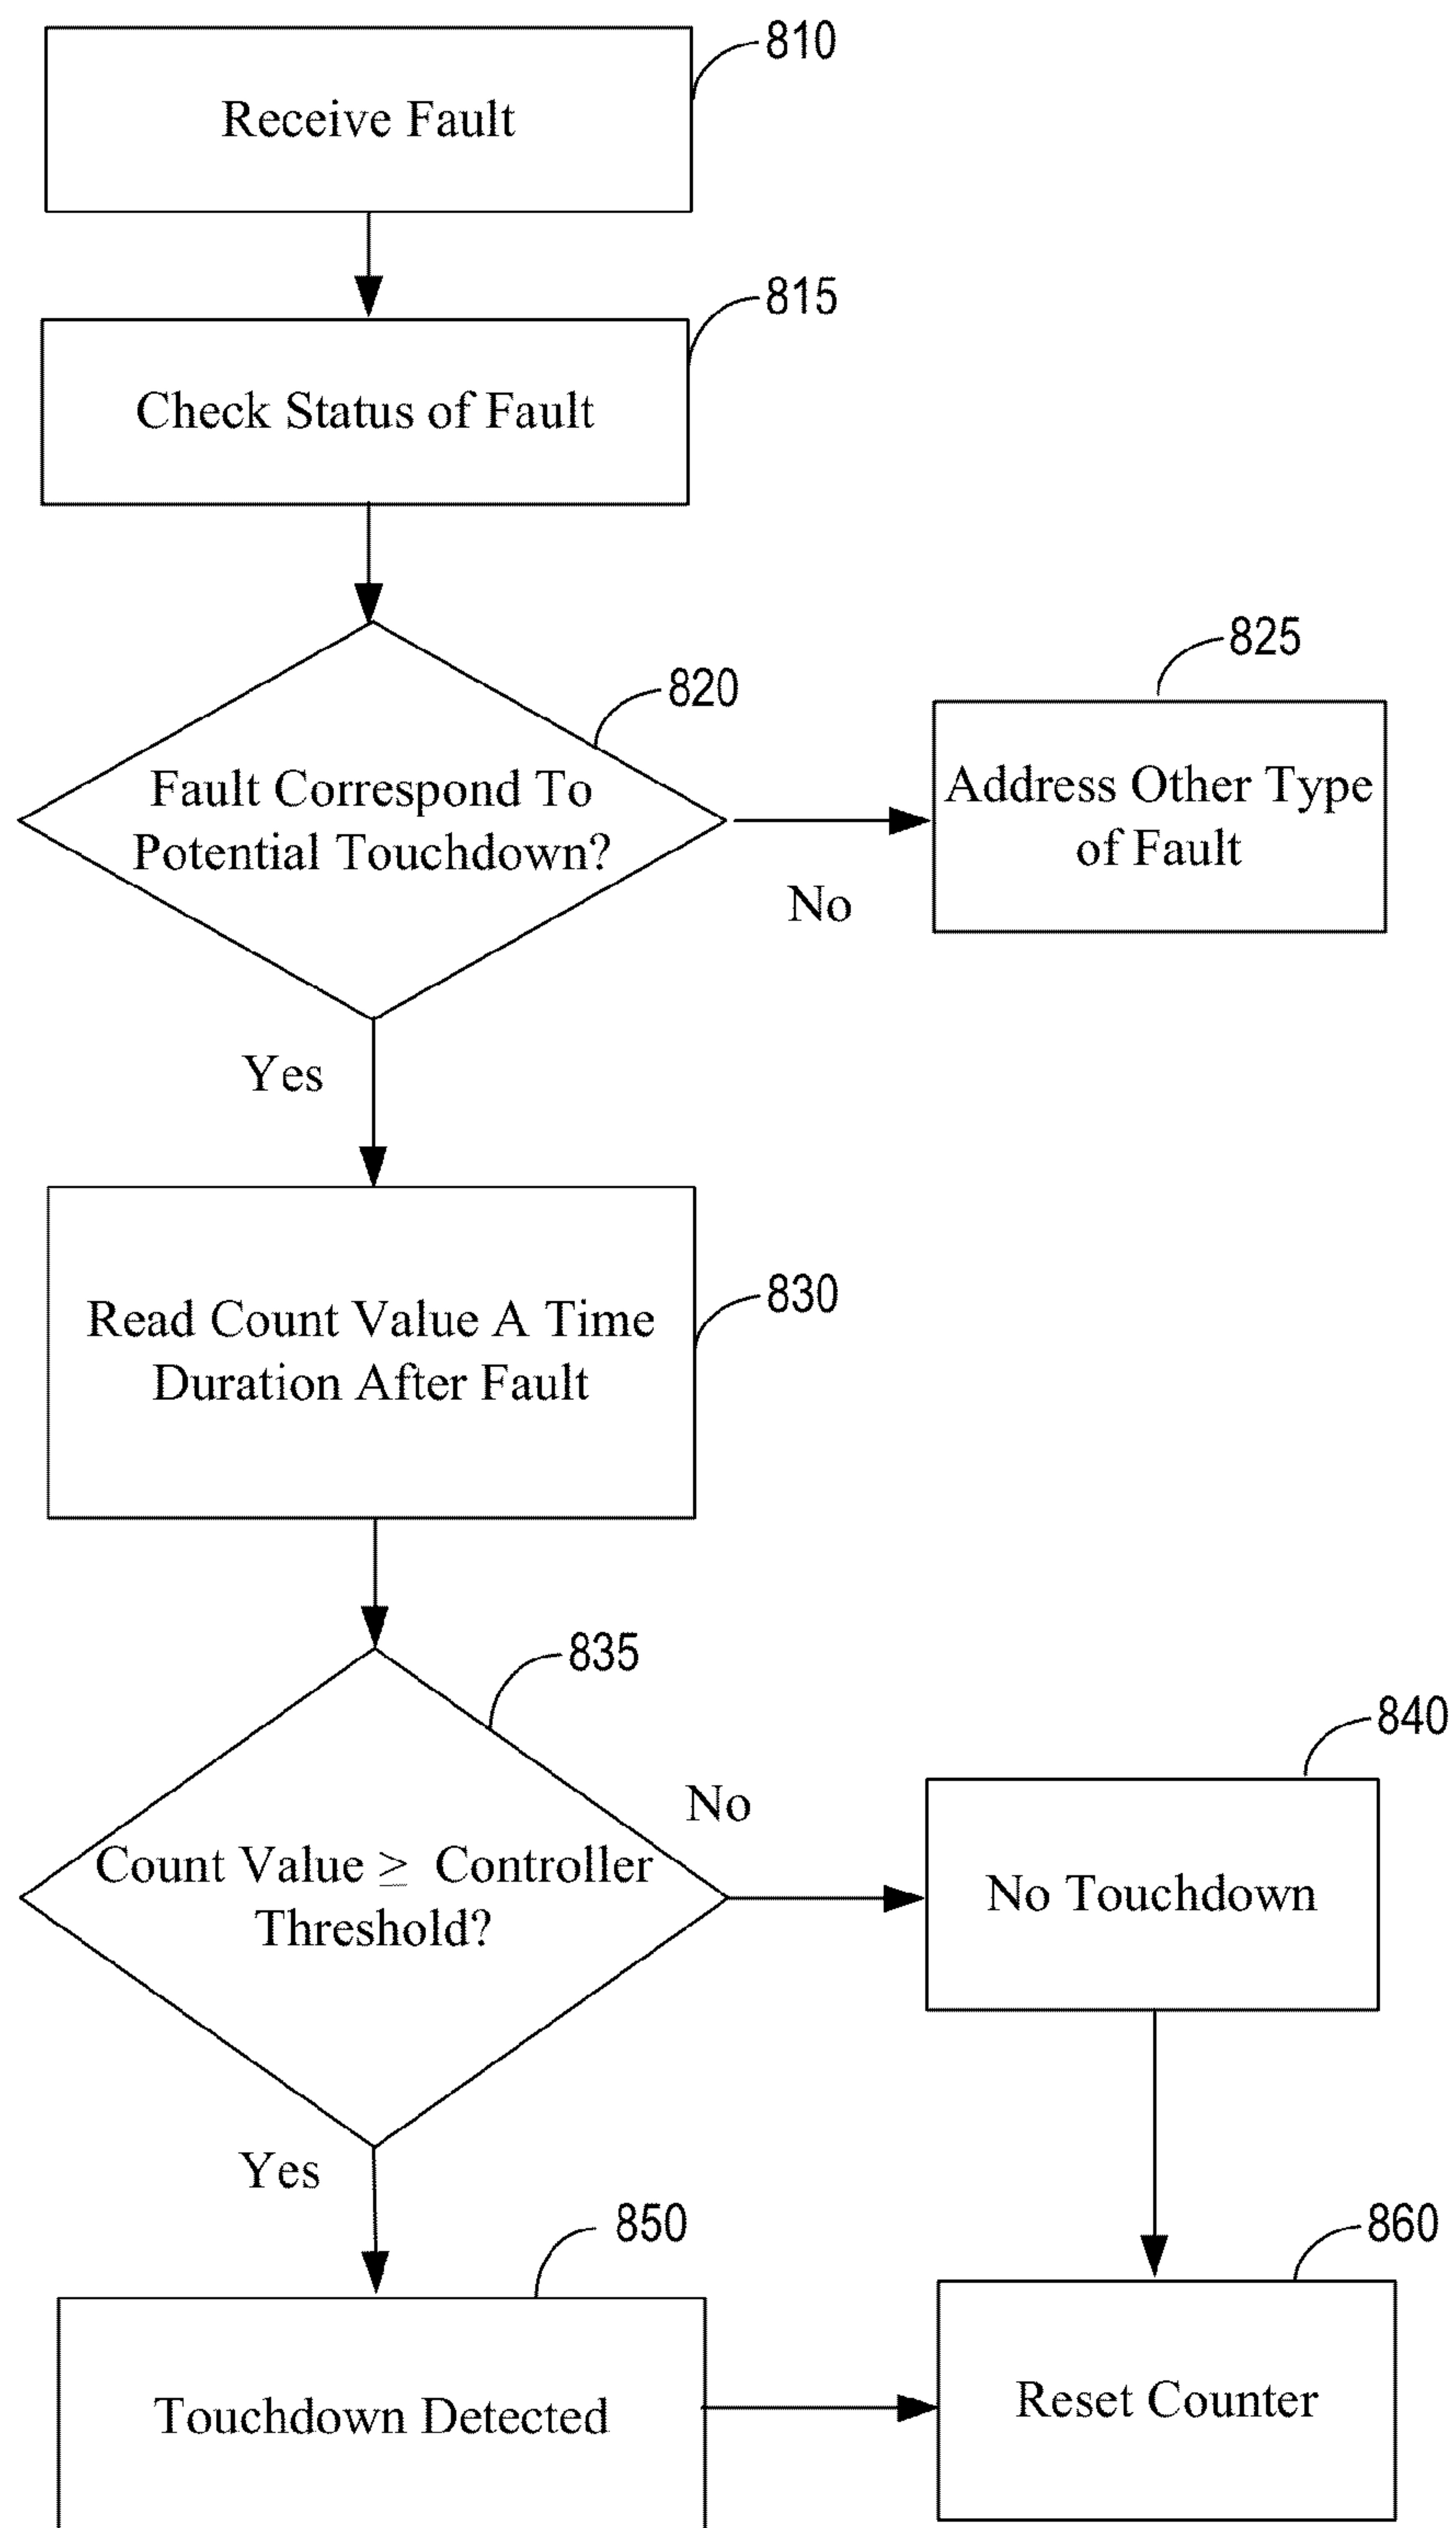 810
Receive Fault
815
Check Status of Fault
820
Fault Correspond To
Potential Touchdown?
825
Address Other Type
of Fault
No
Yes
830
Read Count Value A Time
Duration After Fault
835
Count Value ≥ Controller
Threshold?
No
840
No Touchdown
Yes
850
Touchdown Detected
860
Reset Counter